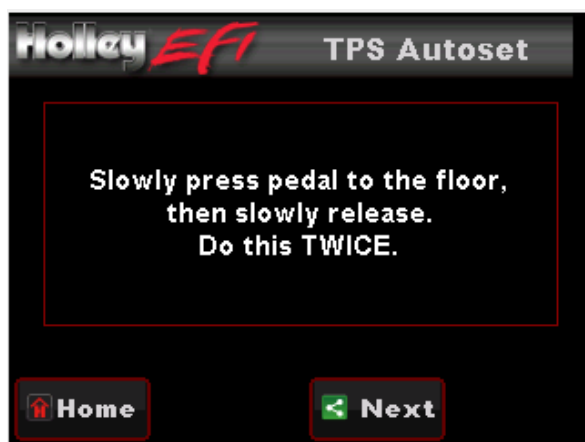 Holley EFI TPS Autoset
Slowly press pedal to the floor,
then slowly release.
Do this TWICE.
Home Next